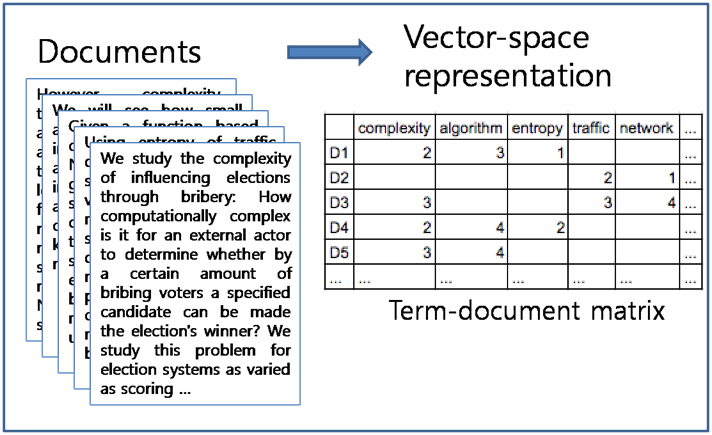 Documents
Vector-space
representation
However, complexity
We will see how small
Given a function based
Using entropy of traffic
We study the complexity
of influencing elections
through bribery: How
computationally complex
is it for an external actor
to determine whether by
a certain amount of
bribing voters a specified
candidate can be made
the election's winner? We
study this problem for
election systems as varied
as scoring ...
complexity algorithm entropy traffic network ...
D1 2 3 1 ...
D2 2 1 ...
D3 3 3 4 ...
D4 2 4 2 ...
D5 3 4 ...
... ... ... ... ... ... ...
Term-document matrix